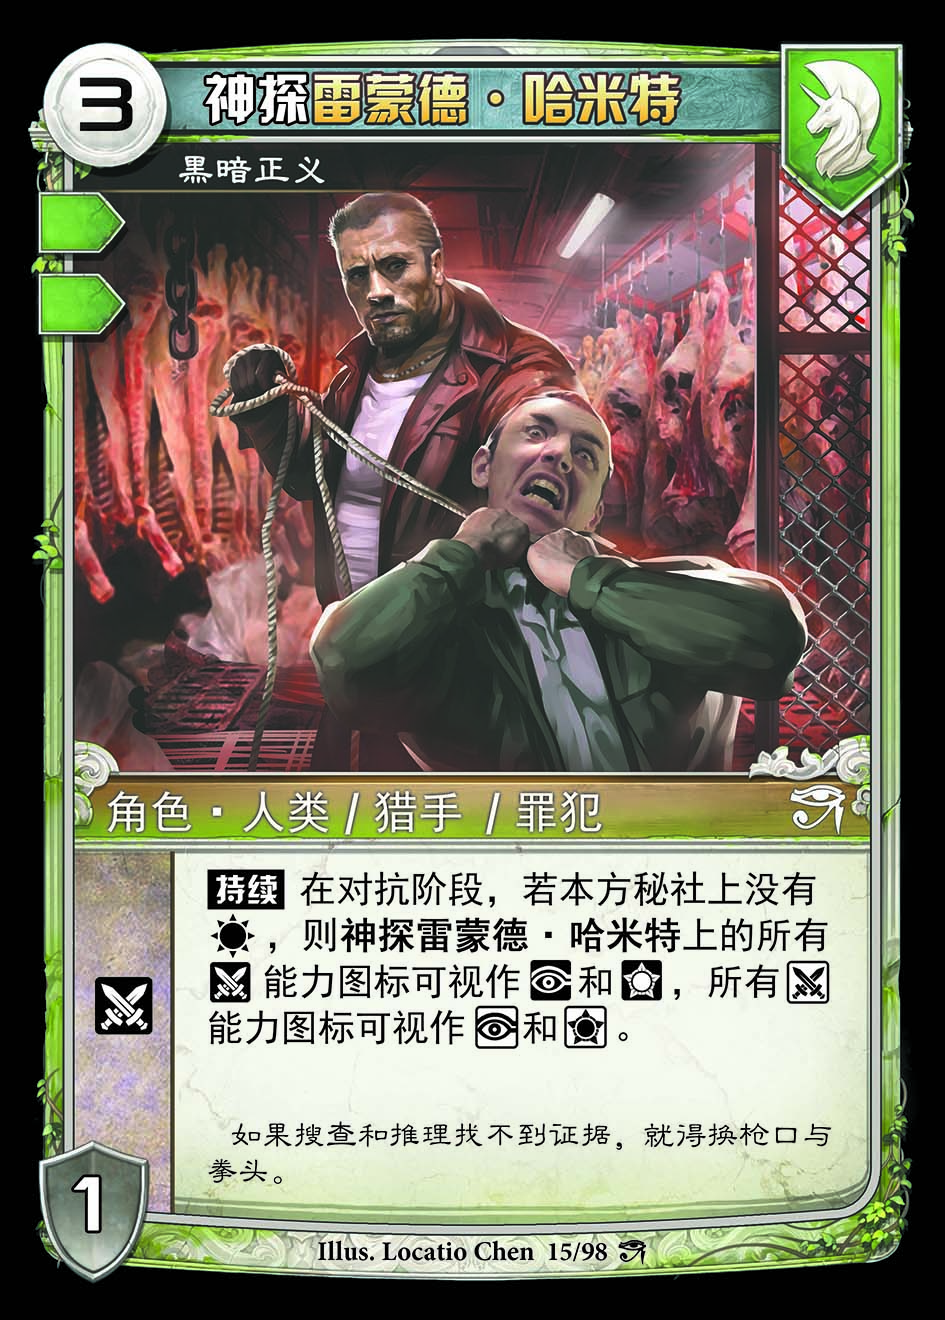 3
神探雷蒙德·哈米特
黑暗正义
角色·人类 / 猎手 / 罪犯
持续 在对抗阶段，若本方秘社上没有
，则神探雷蒙德·哈米特上的所有
能力图标可视作 和 ，所有
能力图标可视作 和 。
如果搜查和推理找不到证据，就得换枪口与
拳头。
1
Illus. Locatio Chen 15/98